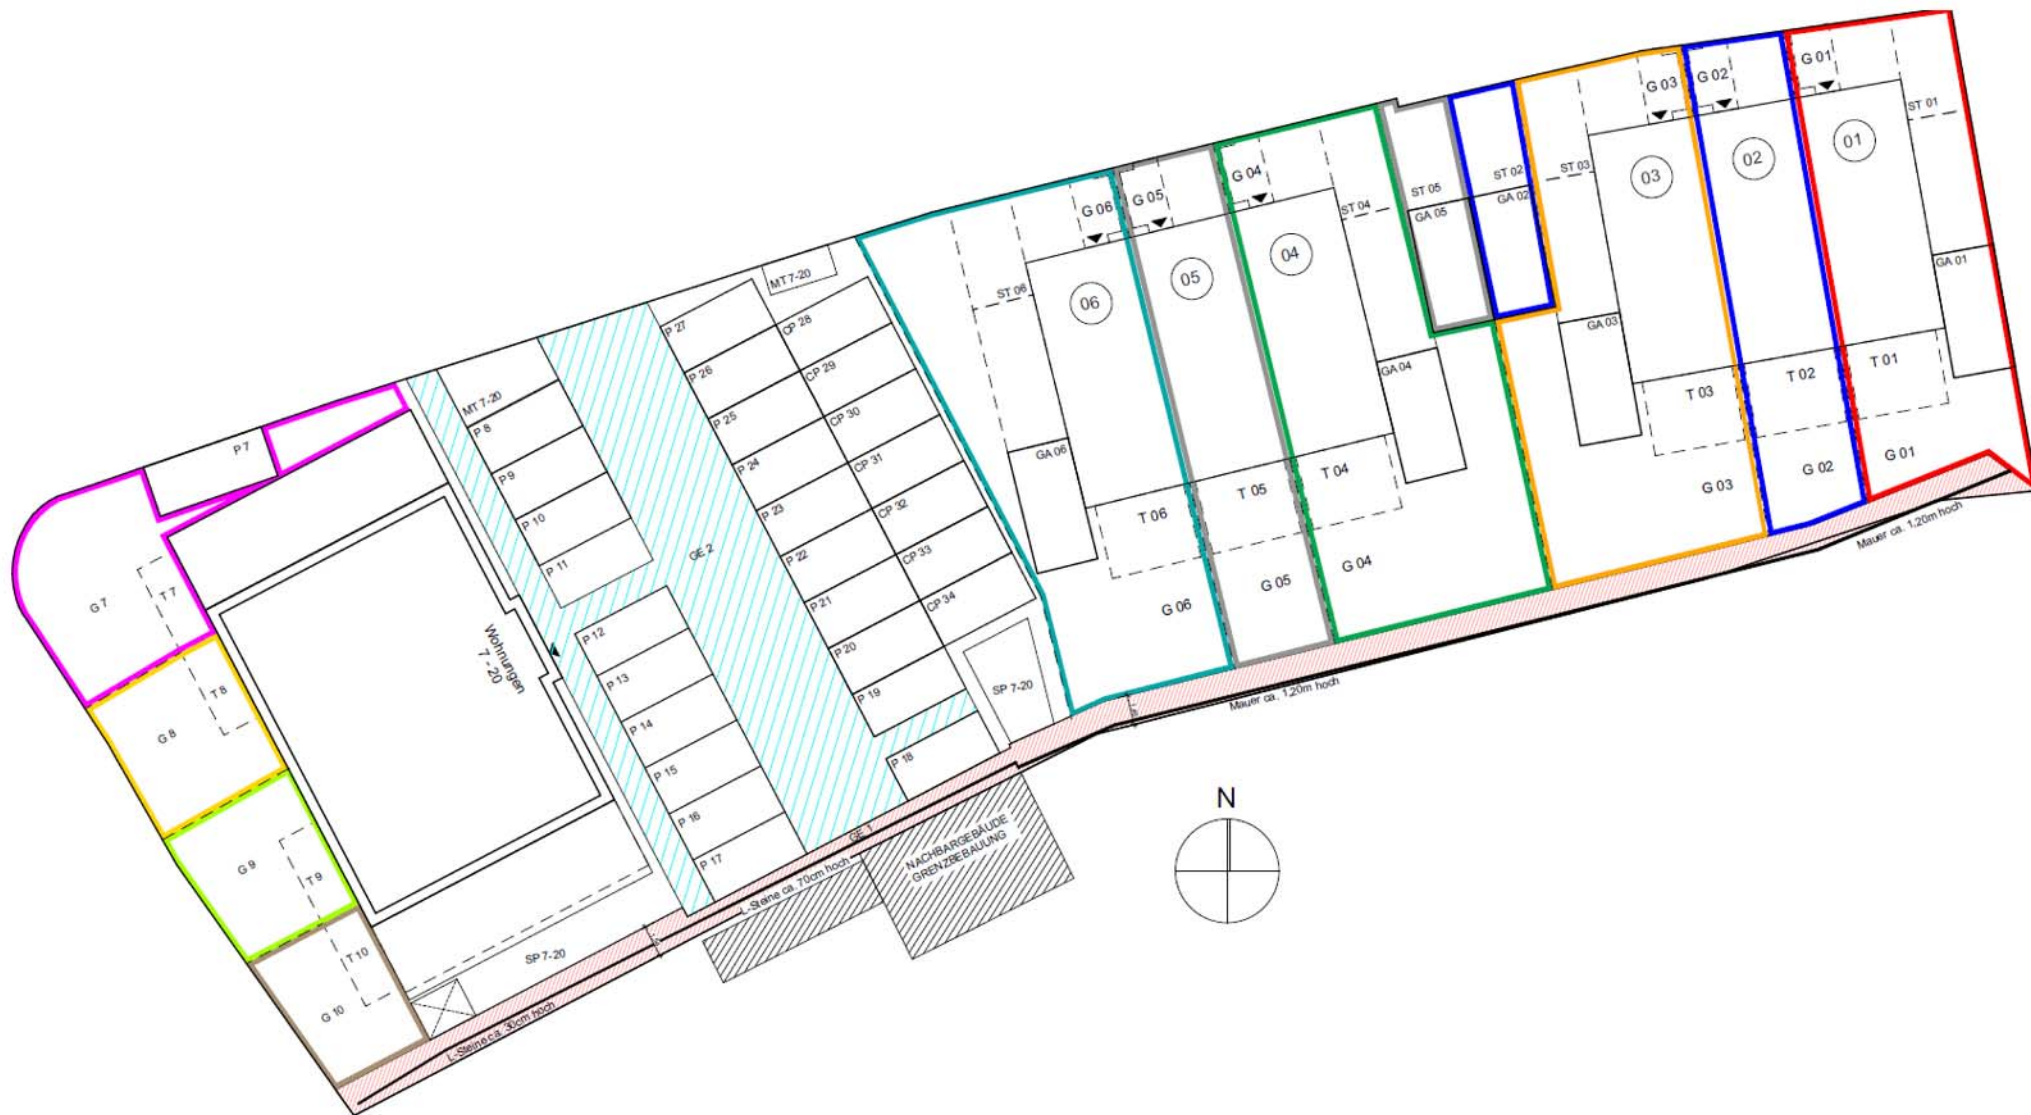 G 01
G 02
G 03
ST 01
01
02
03
ST 03
ST 02
GA 02
ST 05
GA 05
G 04
G 05
G 06
ST 04
04
05
06
ST 06
GA 01
GA 03
T 01
T 02
T 03
G 01
G 02
G 03
Mauer ca. 1,20m hoch
GA 04
T 04
T 05
T 06
GA 06
G 04
G 05
G 06
Mauer ca. 1,20m hoch
MT 7-20
P 27
P 26
P 25
P 24
P 23
P 22
P 21
P 20
P 19
P 18
CP 28
CP 29
CP 30
CP 31
CP 32
CP 33
CP 34
SP 7-20
GE 2
MT 7-20
P 8
P 9
P 10
P 11
P 12
P 13
P 14
P 15
P 16
P 17
P 7
G 7
T 7
G 8
T 8
G 9
T 9
G 10
T 10
Wohnungen
7 - 20
SP 7-20
GE 1
L-Steine ca. 70cm hoch
L-Steine ca. 30cm hoch
NACHBARGEBÄUDE
GRENZBEBAUUNG
N